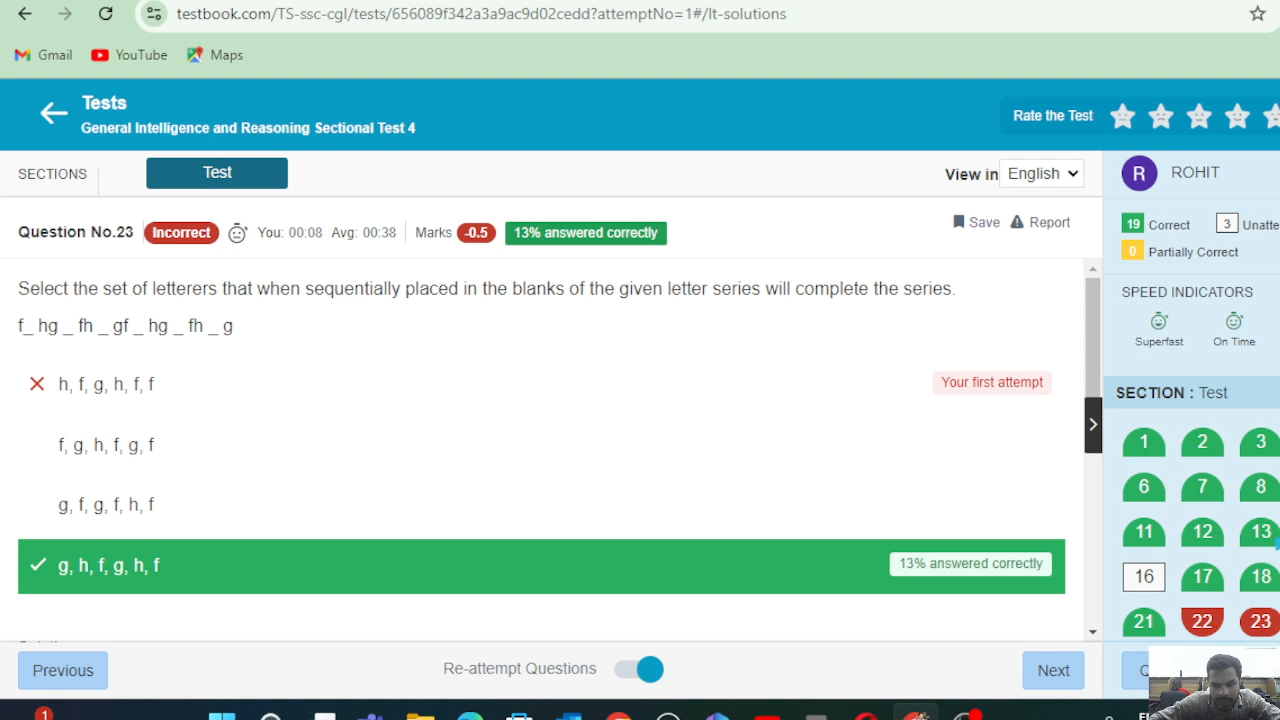 testbook.com/TS-ssc-cgl/tests/656089f342a3a9ac9d02cedd?attemptNo=1#/lt-solutions
Gmail YouTube Maps
Tests
General Intelligence and Reasoning Sectional Test 4
Rate the Test
SECTIONS Test View in English
R ROHIT
Question No.23 Incorrect You: 00:08 Avg: 00:38 Marks -0.5 13% answered correctly Save Report
19 Correct 3 Unatte
0 Partially Correct
Select the set of letterers that when sequentially placed in the blanks of the given letter series will complete the series.
f_ hg _ fh _ gf _ hg _ fh _ g
SPEED INDICATORS
Superfast On Time
h, f, g, h, f, f Your first attempt
f, g, h, f, g, f
g, f, g, f, h, f
g, h, f, g, h, f 13% answered correctly
SECTION : Test
1 2 3
6 7 8
11 12 13
16 17 18
21 22 23
Previous Re-attempt Questions Next
1